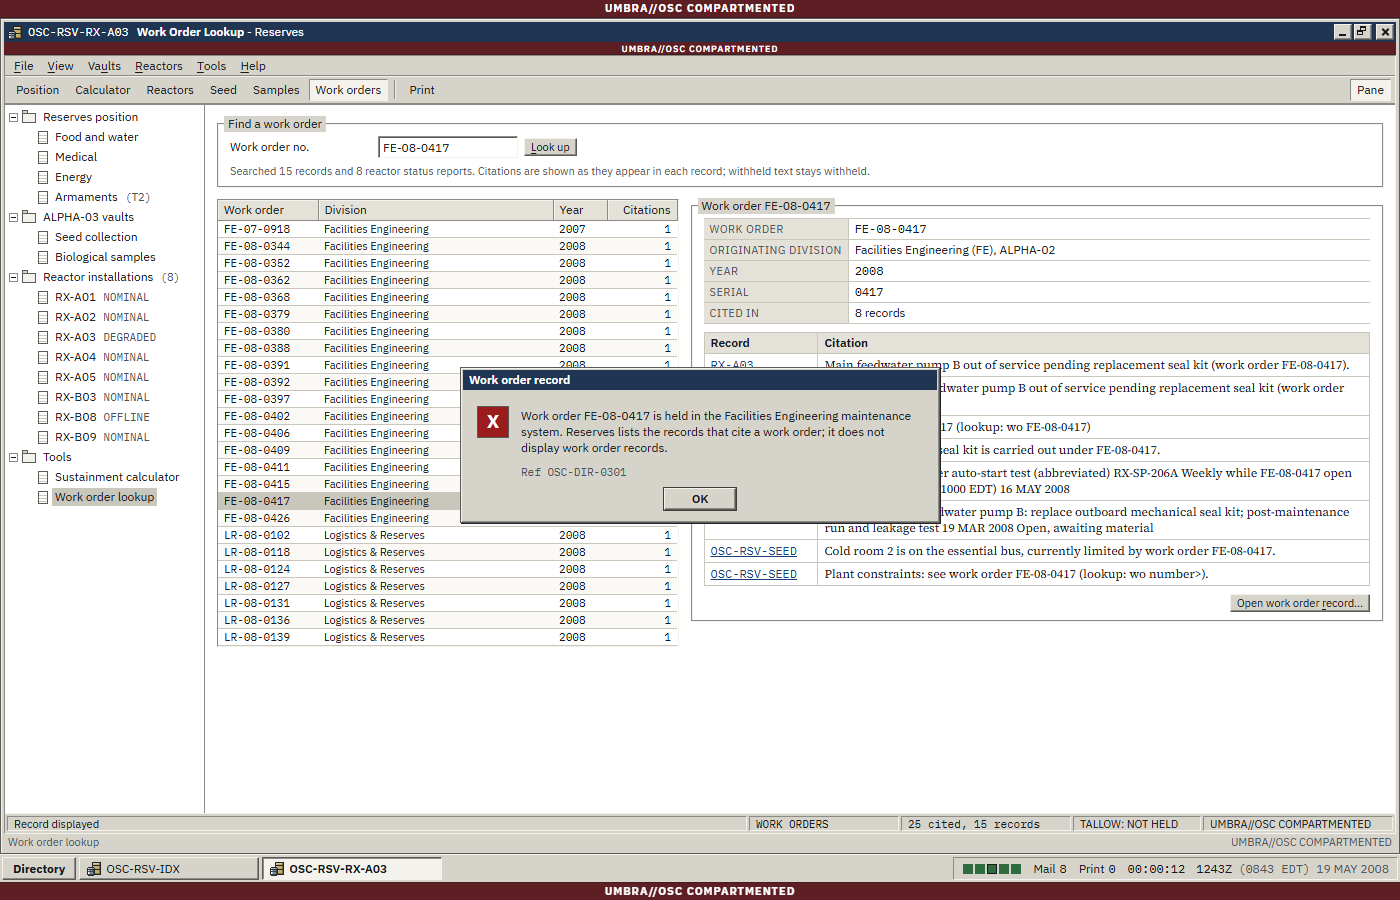 UMBRA//OSC COMPARTMENTED
OSC-RSV-RX-A03 Work Order Lookup - Reserves
UMBRA//OSC COMPARTMENTED
File View Vaults Reactors Tools Help
Position Calculator Reactors Seed Samples Work orders Print Pane
Reserves position
Food and water
Medical
Energy
Armaments (T2)
ALPHA-03 vaults
Seed collection
Biological samples
Reactor installations (8)
RX-A01 NOMINAL
RX-A02 NOMINAL
RX-A03 DEGRADED
RX-A04 NOMINAL
RX-A05 NOMINAL
RX-B03 NOMINAL
RX-B08 OFFLINE
RX-B09 NOMINAL
Tools
Sustainment calculator
Work order lookup
Find a work order
Work order no. FE-08-0417 Look up
Searched 15 records and 8 reactor status reports. Citations are shown as they appear in each record; withheld text stays withheld.
Work order Division Year Citations
FE-07-0918 Facilities Engineering 2007 1
FE-08-0344 Facilities Engineering 2008 1
FE-08-0352 Facilities Engineering 2008 1
FE-08-0362 Facilities Engineering 2008 1
FE-08-0368 Facilities Engineering 2008 1
FE-08-0379 Facilities Engineering 2008 1
FE-08-0380 Facilities Engineering 2008 1
FE-08-0388 Facilities Engineering 2008 1
FE-08-0391 Facilities Engineering 2008 1
FE-08-0392 Facilities Engineering
FE-08-0397 Facilities Engineering
FE-08-0402 Facilities Engineering
FE-08-0406 Facilities Engineering
FE-08-0409 Facilities Engineering
FE-08-0411 Facilities Engineering
FE-08-0415 Facilities Engineering
FE-08-0417 Facilities Engineering
FE-08-0426 Facilities Engineering
LR-08-0102 Logistics & Reserves 2008 1
LR-08-0118 Logistics & Reserves 2008 1
LR-08-0124 Logistics & Reserves 2008 1
LR-08-0127 Logistics & Reserves 2008 1
LR-08-0131 Logistics & Reserves 2008 1
LR-08-0136 Logistics & Reserves 2008 1
LR-08-0139 Logistics & Reserves 2008 1
Work order FE-08-0417
WORK ORDER FE-08-0417
ORIGINATING DIVISION Facilities Engineering (FE), ALPHA-02
YEAR 2008
SERIAL 0417
CITED IN 8 records
Record Citation
RX-A03 Main feedwater pump B out of service pending replacement seal kit (work order FE-08-0417).
dwater pump B out of service pending replacement seal kit (work order
17 (lookup: wo FE-08-0417)
seal kit is carried out under FE-08-0417.
er auto-start test (abbreviated) RX-SP-206A Weekly while FE-08-0417 open
1000 EDT) 16 MAY 2008
dwater pump B: replace outboard mechanical seal kit; post-maintenance
run and leakage test 19 MAR 2008 Open, awaiting material
OSC-RSV-SEED Cold room 2 is on the essential bus, currently limited by work order FE-08-0417.
OSC-RSV-SEED Plant constraints: see work order FE-08-0417 (lookup: wo number>).
Open work order record...
Work order record
X
Work order FE-08-0417 is held in the Facilities Engineering maintenance
system. Reserves lists the records that cite a work order; it does not
display work order records.
Ref OSC-DIR-0301
OK
Record displayed WORK ORDERS 25 cited, 15 records TALLOW: NOT HELD UMBRA//OSC COMPARTMENTED
Work order lookup UMBRA//OSC COMPARTMENTED
Directory OSC-RSV-IDX OSC-RSV-RX-A03 Mail 8 Print 0 00:00:12 1243Z (0843 EDT) 19 MAY 2008
UMBRA//OSC COMPARTMENTED